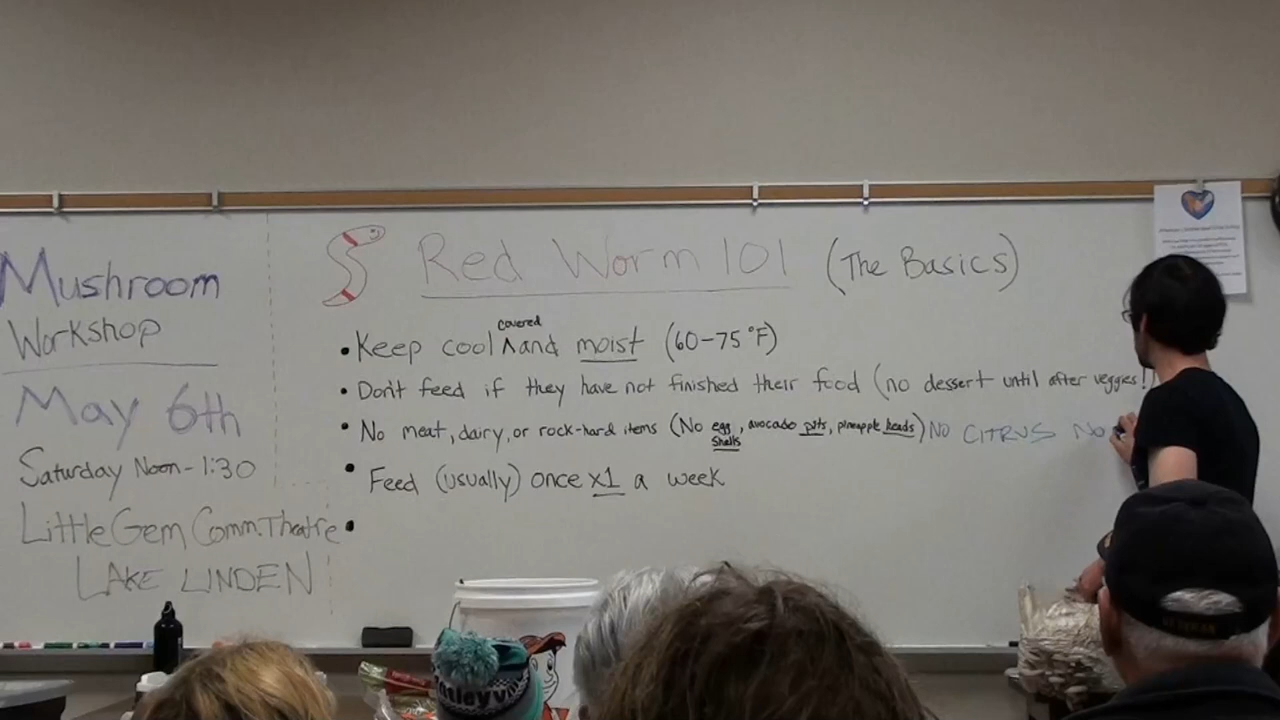 Mushroom
Workshop
May 6th
Saturday Noon-1:30
Little Gem Comm. Theatre
LAKE LINDEN
Red Worm 101 (The Basics)
covered
• Keep cool ^ and moist (60-75°F)
• Don't feed if they have not finished their food (no dessert until after veggies!)
• No meat, dairy, or rock-hard items (No egg shells, avocado pits, pineapple heads) NO CITRUS No
• Feed (usually) once x1 a week
•
VETERAN